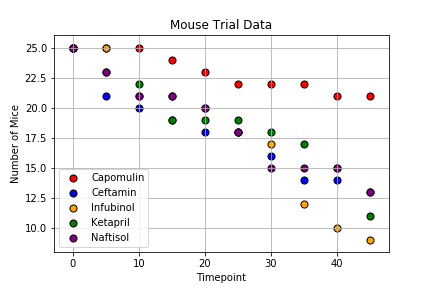 Mouse Trial Data
Number of Mice
25.0
22.5
20.0
17.5
15.0
12.5
10.0
Capomulin
Ceftamin
Infubinol
Ketapril
Naftisol
0 10 20 30 40
Timepoint